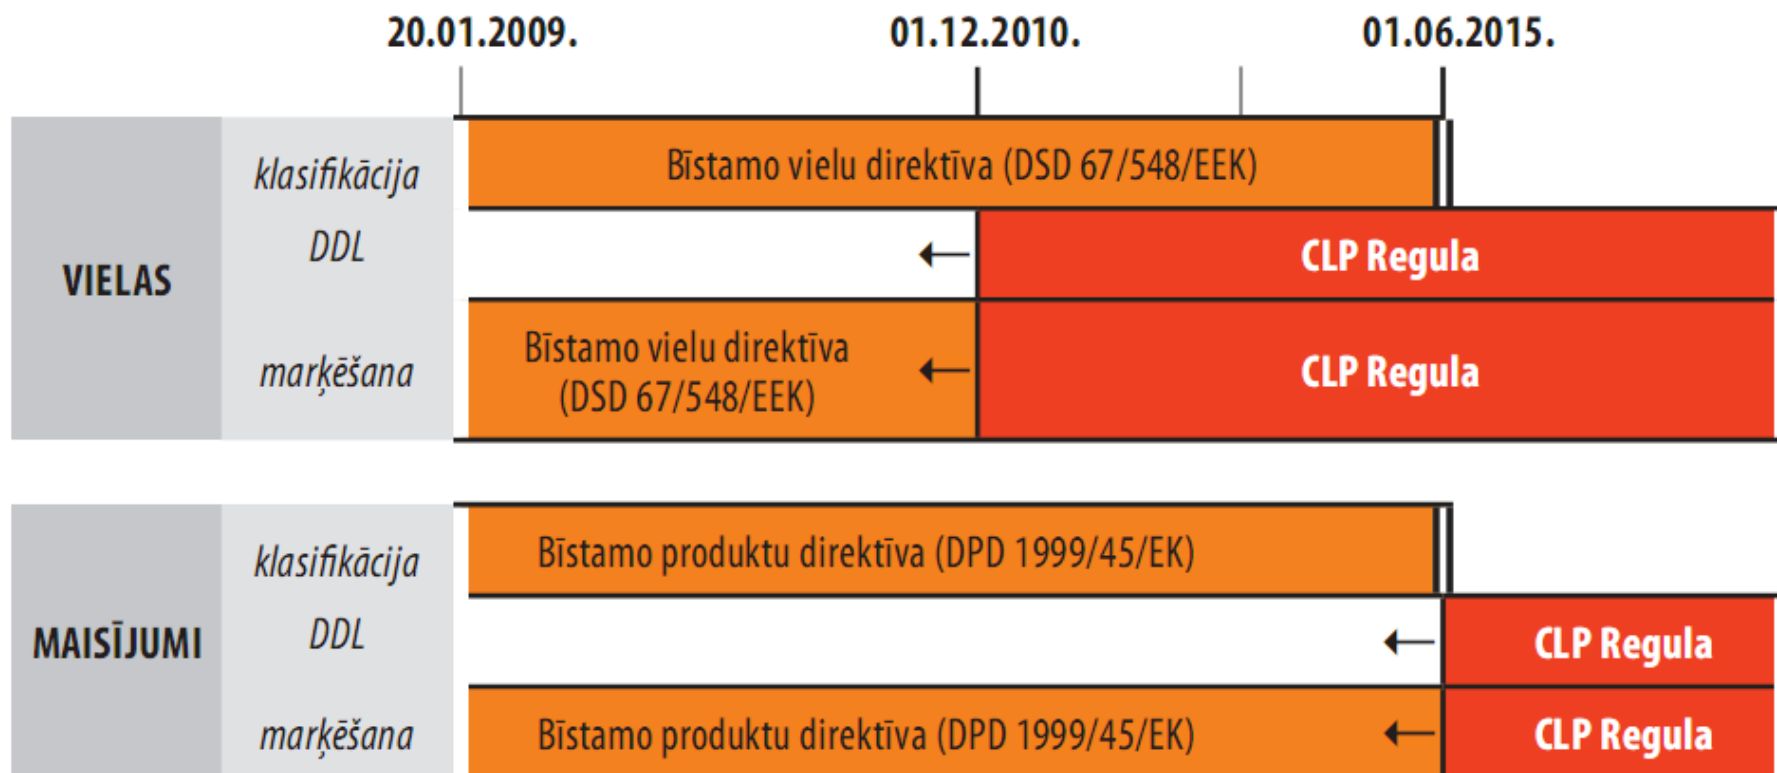 20.01.2009. 01.12.2010. 01.06.2015.
VIELAS
klasifikācija
DDL
marķēšana
Bīstamo vielu direktīva (DSD 67/548/EEK)
CLP Regula
Bīstamo vielu direktīva
(DSD 67/548/EEK)
CLP Regula
MAISĪJUMI
klasifikācija
DDL
marķēšana
Bīstamo produktu direktīva (DPD 1999/45/EK)
CLP Regula
Bīstamo produktu direktīva (DPD 1999/45/EK)
CLP Regula